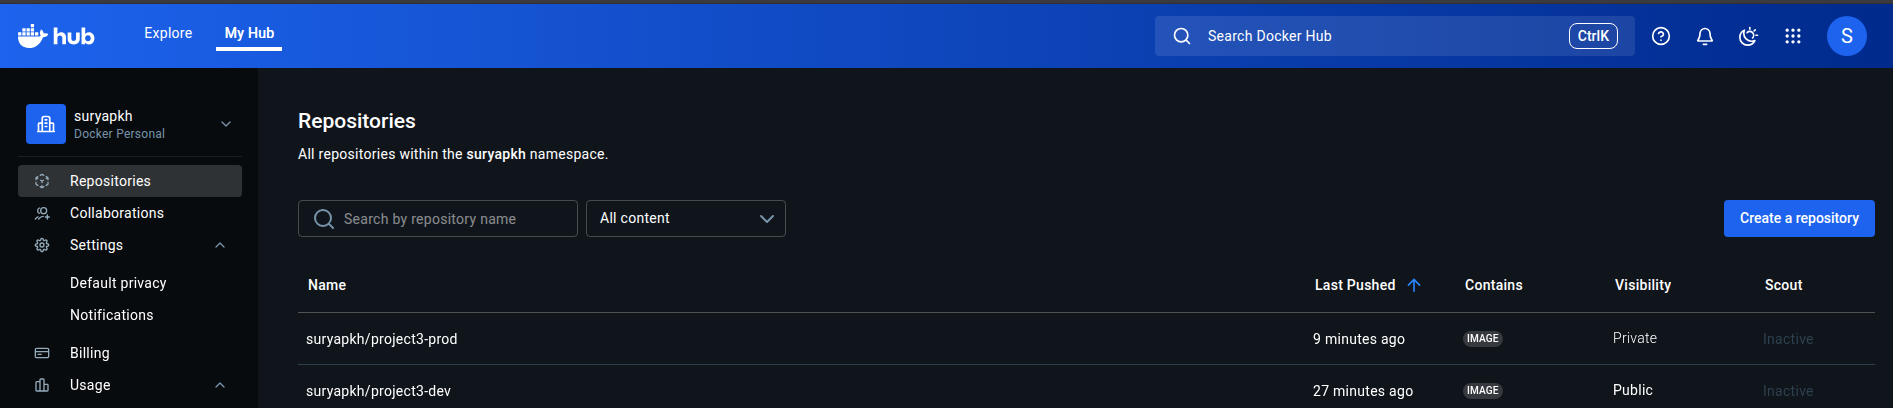 hub Explore My Hub Search Docker Hub CtrlK S
suryapkh
Docker Personal
Repositories
Collaborations
Settings
Default privacy
Notifications
Billing
Usage
Repositories
All repositories within the suryapkh namespace.
Search by repository name All content Create a repository
Name Last Pushed Contains Visibility Scout
suryapkh/project3-prod 9 minutes ago IMAGE Private Inactive
suryapkh/project3-dev 27 minutes ago IMAGE Public Inactive